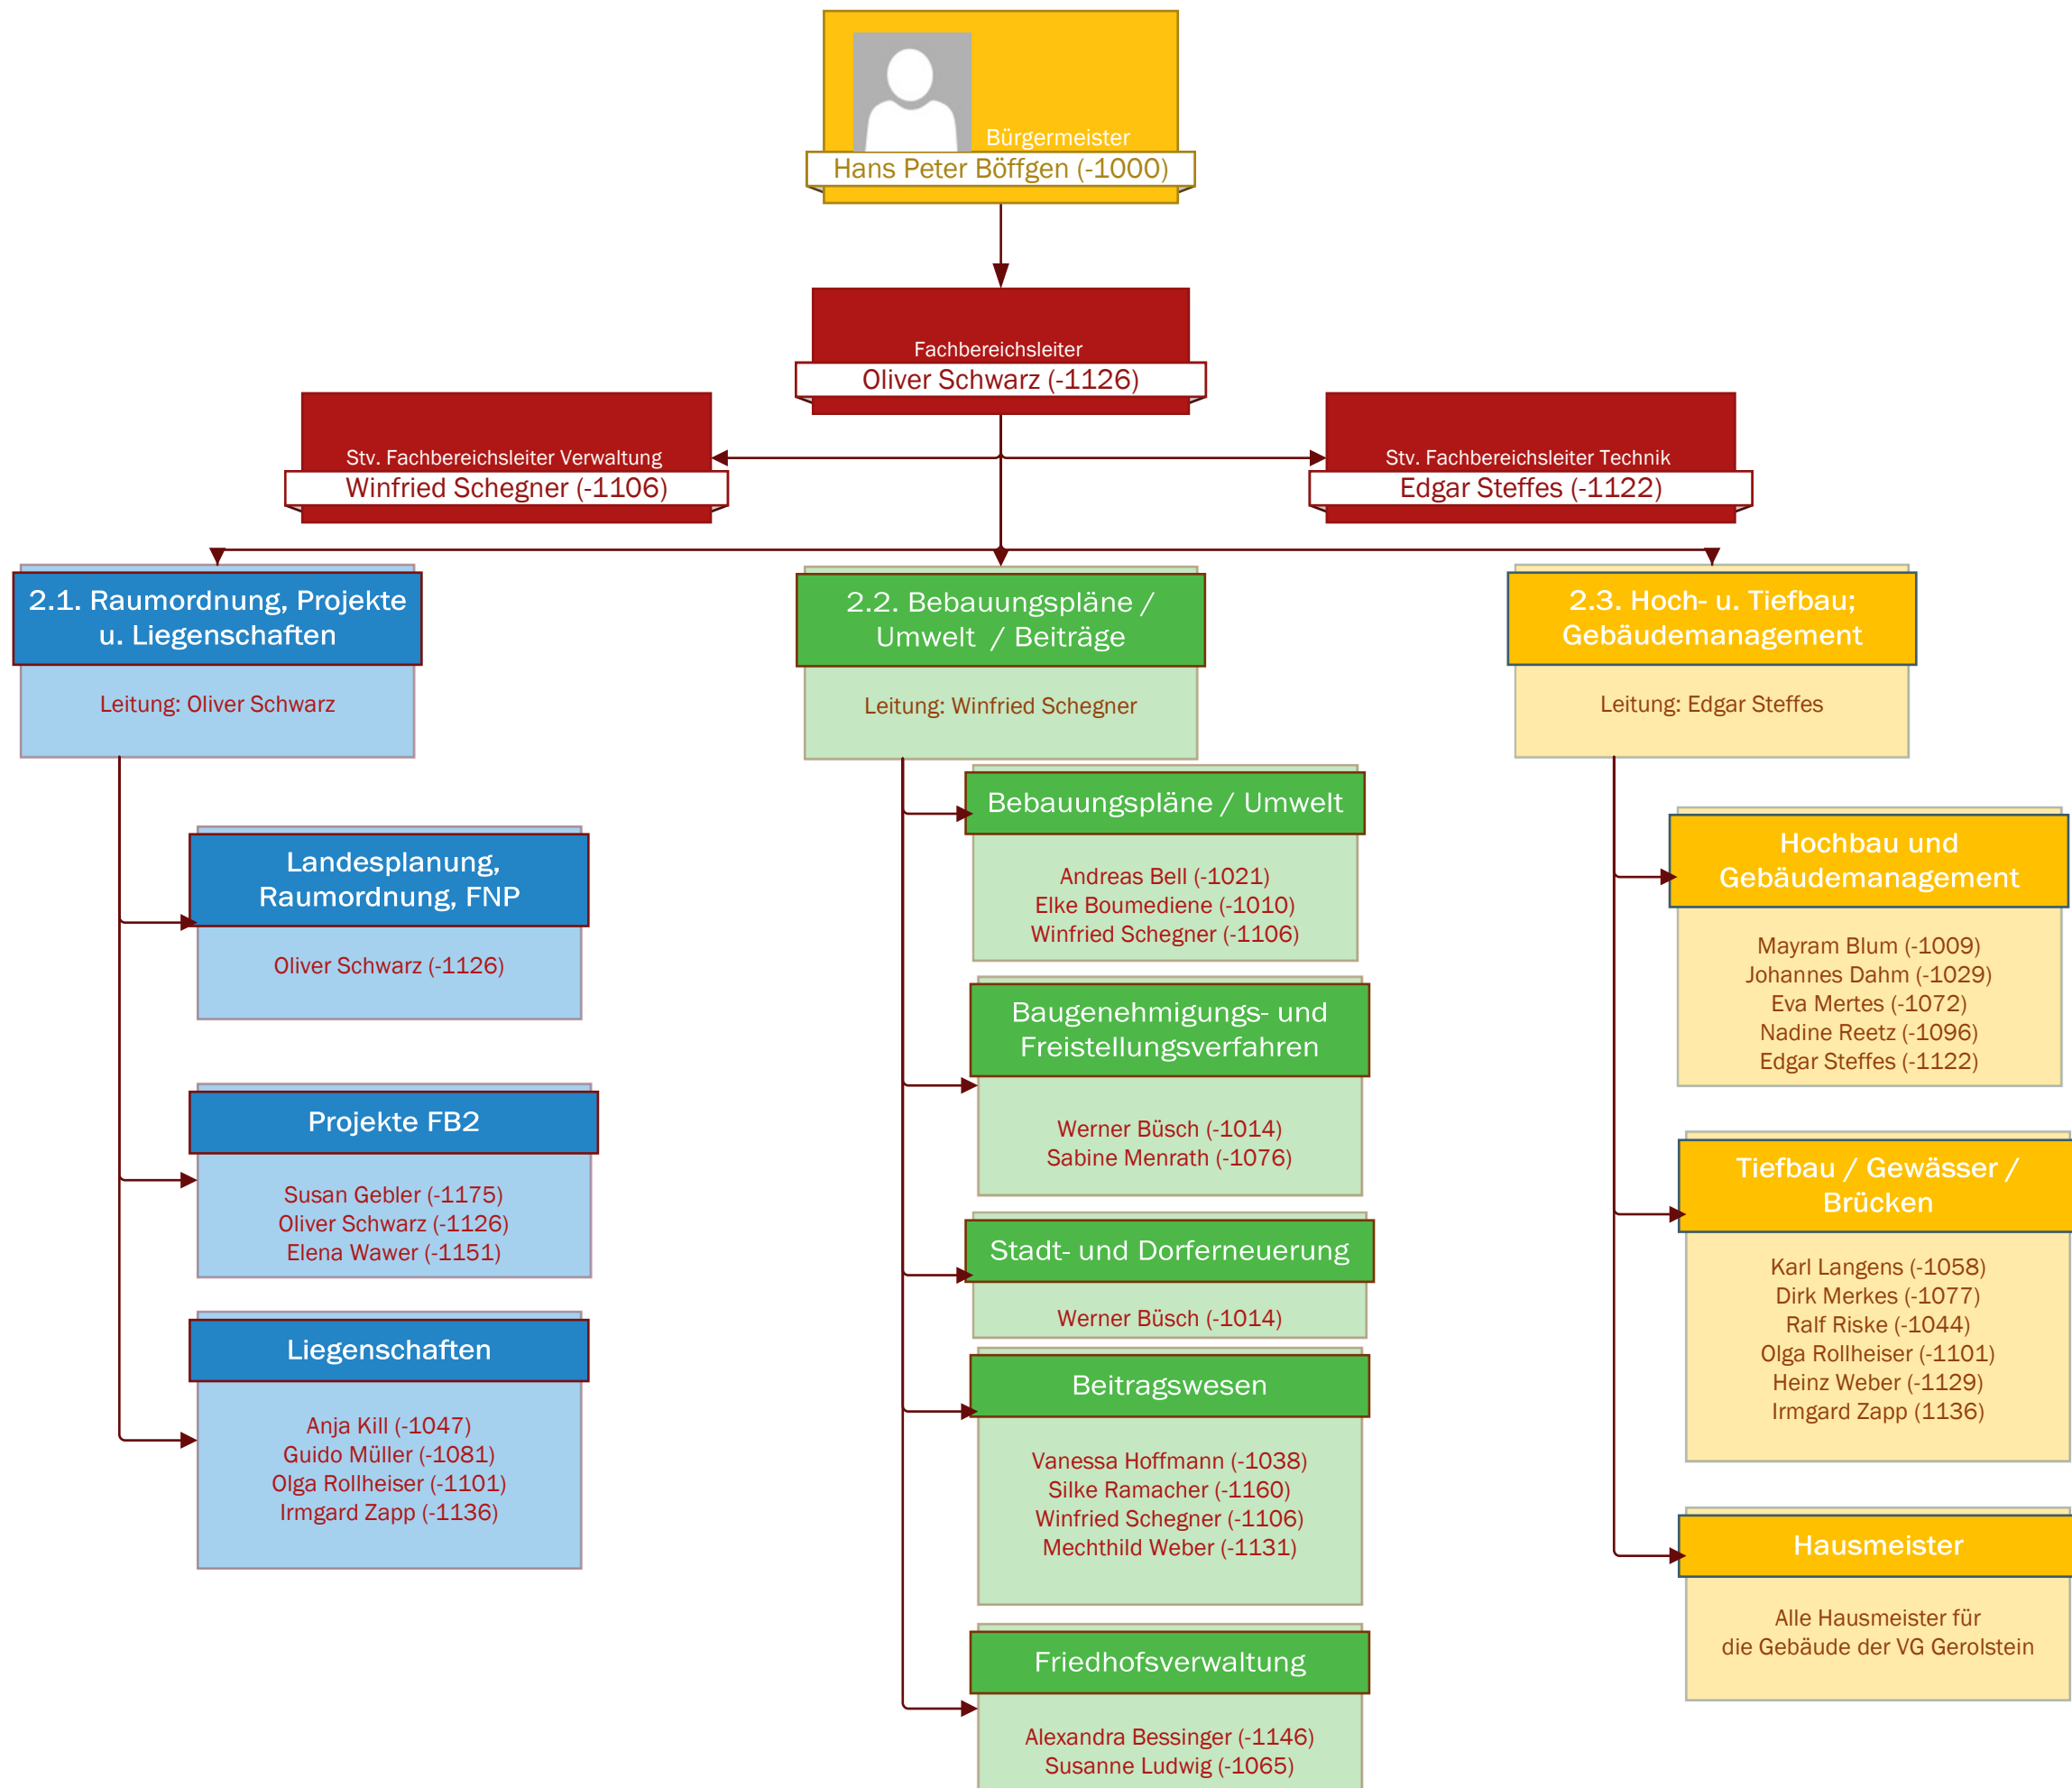 Bürgermeister
Hans Peter Böffgen (-1000)
Fachbereichsleiter
Oliver Schwarz (-1126)
Stv. Fachbereichsleiter Verwaltung
Winfried Schegner (-1106)
Stv. Fachbereichsleiter Technik
Edgar Steffes (-1122)
2.1. Raumordnung, Projekte
u. Liegenschaften
Leitung: Oliver Schwarz
Landesplanung,
Raumordnung, FNP
Oliver Schwarz (-1126)
Projekte FB2
Susan Gebler (-1175)
Oliver Schwarz (-1126)
Elena Wawer (-1151)
Liegenschaften
Anja Kill (-1047)
Guido Müller (-1081)
Olga Rollheiser (-1101)
Irmgard Zapp (-1136)
2.2. Bebauungspläne /
Umwelt / Beiträge
Leitung: Winfried Schegner
Bebauungspläne / Umwelt
Andreas Bell (-1021)
Elke Boumediene (-1010)
Winfried Schegner (-1106)
Baugenehmigungs- und
Freistellungsverfahren
Werner Büsch (-1014)
Sabine Menrath (-1076)
Stadt- und Dorferneuerung
Werner Büsch (-1014)
Beitragswesen
Vanessa Hoffmann (-1038)
Silke Ramacher (-1160)
Winfried Schegner (-1106)
Mechthild Weber (-1131)
Friedhofsverwaltung
Alexandra Bessinger (-1146)
Susanne Ludwig (-1065)
2.3. Hoch- u. Tiefbau;
Gebäudemanagement
Leitung: Edgar Steffes
Hochbau und
Gebäudemanagement
Mayram Blum (-1009)
Johannes Dahm (-1029)
Eva Mertes (-1072)
Nadine Reetz (-1096)
Edgar Steffes (-1122)
Tiefbau / Gewässer /
Brücken
Karl Langens (-1058)
Dirk Merkes (-1077)
Ralf Riske (-1044)
Olga Rollheiser (-1101)
Heinz Weber (-1129)
Irmgard Zapp (1136)
Hausmeister
Alle Hausmeister für
die Gebäude der VG Gerolstein